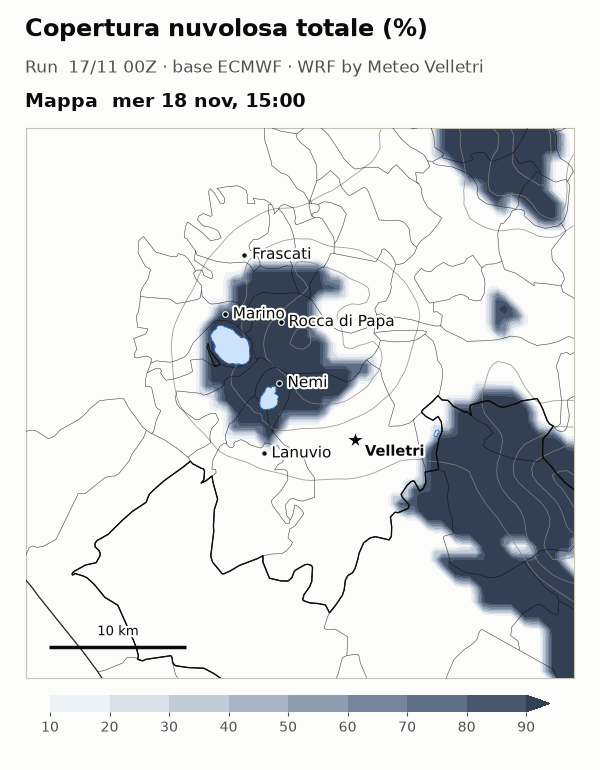 Copertura nuvolosa totale (%)
Run  17/11 00Z · base ECMWF · WRF by Meteo Velletri
Mappa  mer 18 nov, 15:00
Frascati
Marino
Rocca di Papa
Nemi
Velletri
Lanuvio
10 km
10 20 30 40 50 60 70 80 90